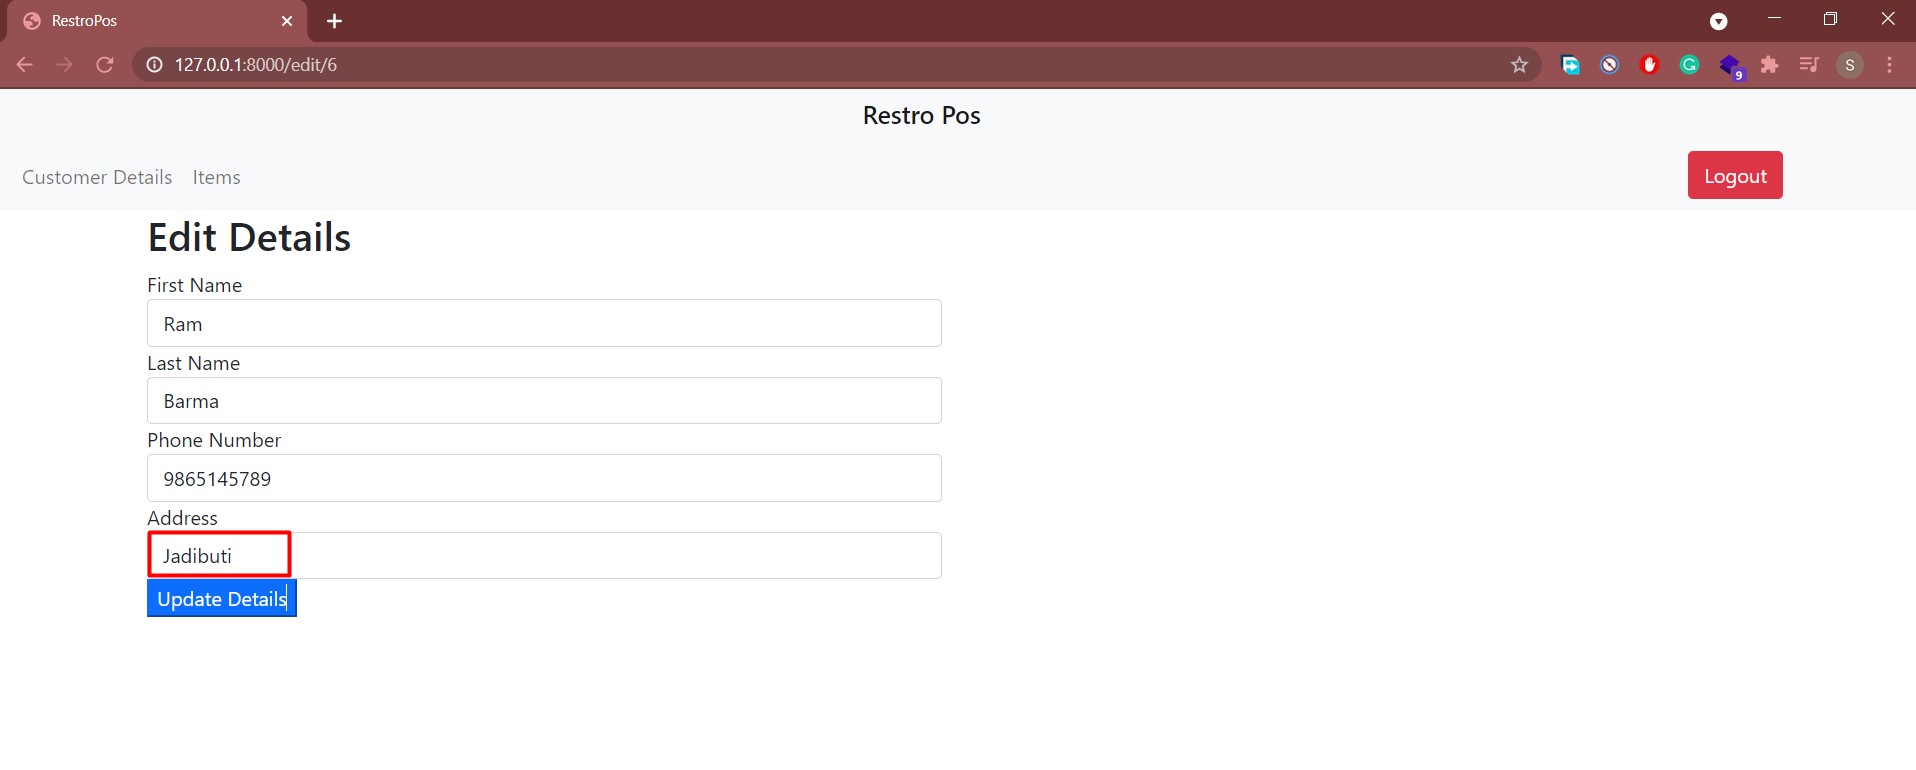 RestroPos
127.0.0.1:8000/edit/6
9
S
Restro Pos
Customer Details Items
Logout
Edit Details
First Name
Ram
Last Name
Barma
Phone Number
9865145789
Address
Jadibuti
Update Details